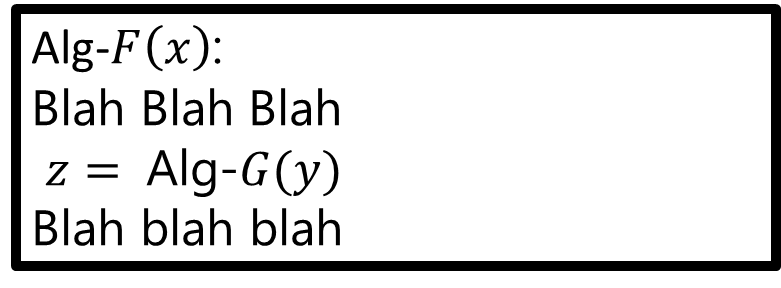 Alg-F(x):
Blah Blah Blah
z = Alg-G(y)
Blah blah blah